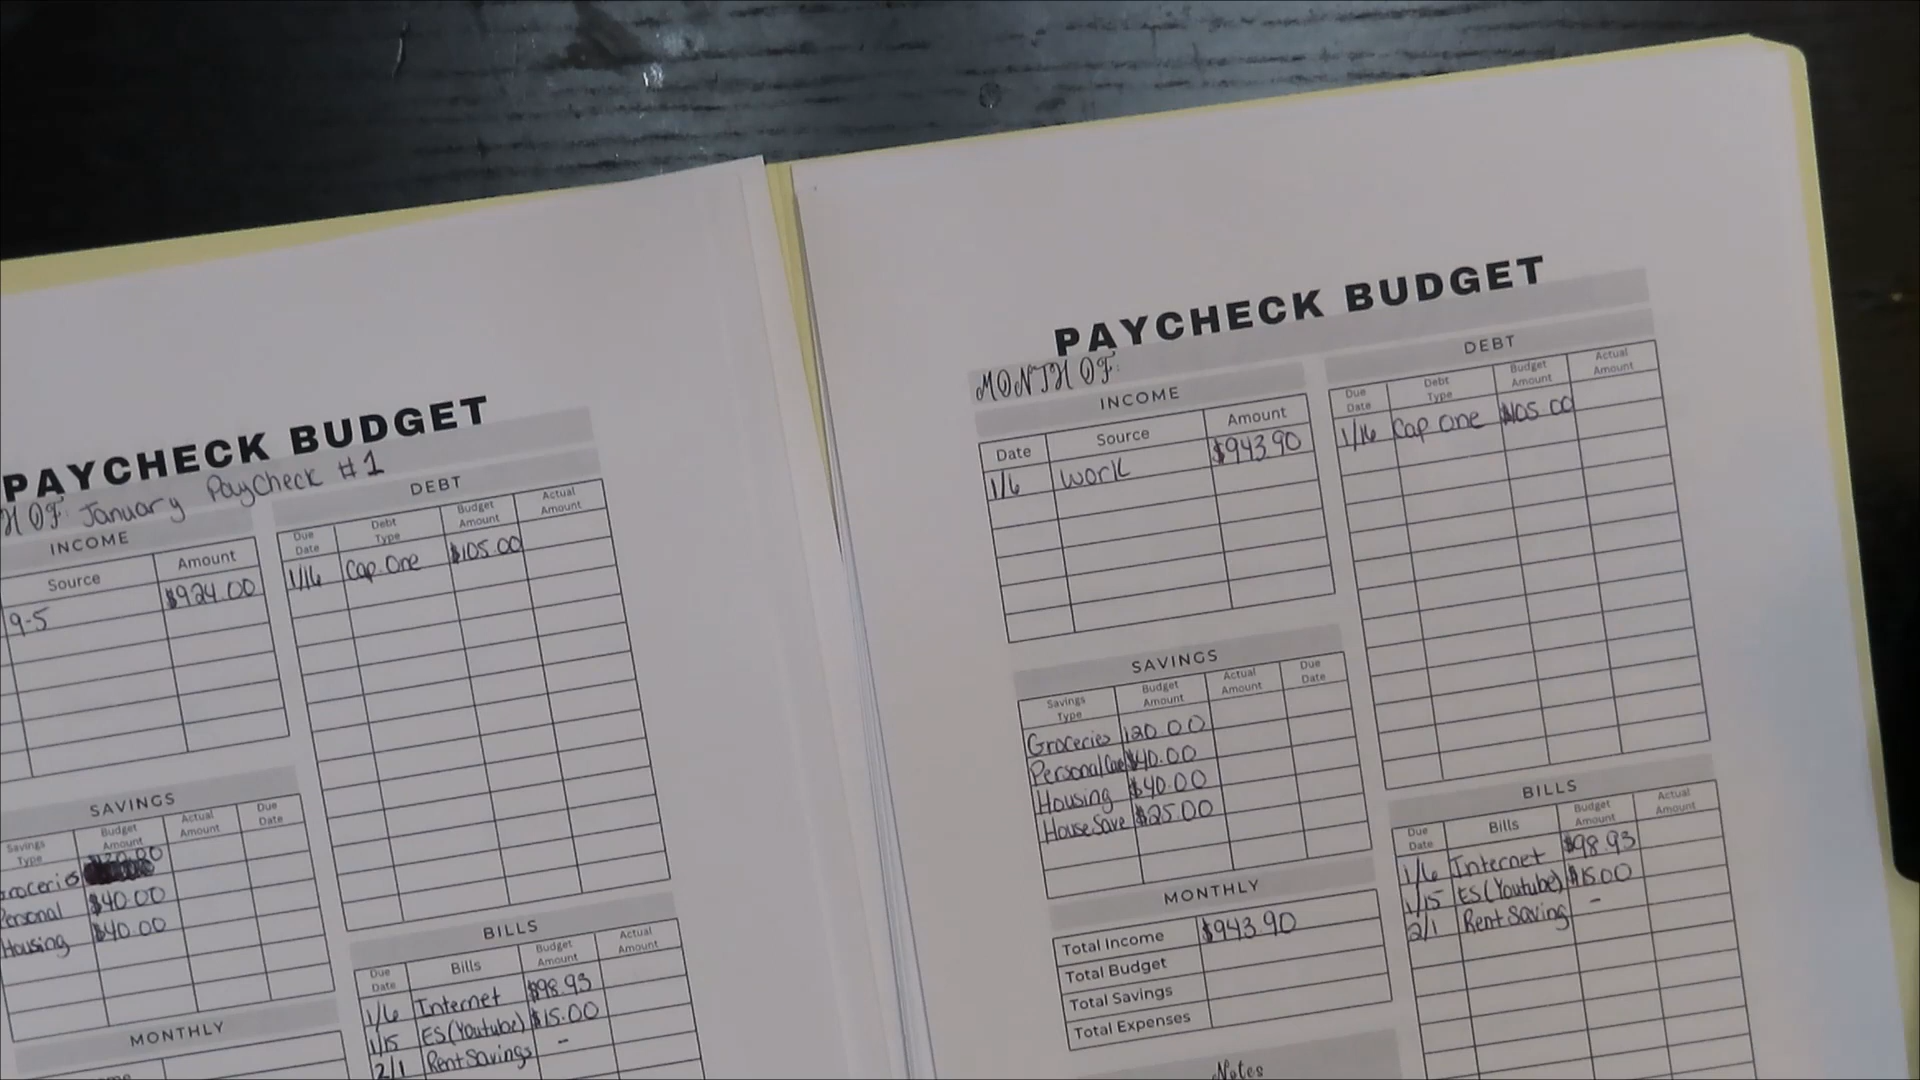 PAYCHECK BUDGET
H OF: January Paycheck #1
INCOME
Source Amount
9-5 $924.00
DEBT
Due Date Debt Type Budget Amount Actual Amount
1/16 Cap. One $105.00
SAVINGS
Savings Type Budget Amount Actual Amount Due Date
Personal $40.00
Housing $40.00
MONTHLY
BILLS
Due Date Bills Budget Amount Actual Amount
1/6 Internet $98.93
1/15 ES (Youtube) $15.00
2/1 Rent Savings -
PAYCHECK BUDGET
MONTH OF:
INCOME
Date Source Amount
1/6 Work $943.90
DEBT
Due Date Debt Type Budget Amount Actual Amount
1/16 Cap One $105.00
SAVINGS
Savings Type Budget Amount Actual Amount Due Date
Groceries 120.00
Personal Care $40.00
Housing $40.00
House Save $25.00
MONTHLY
Total Income $943.90
Total Budget
Total Savings
Total Expenses
BILLS
Due Date Bills Budget Amount Actual Amount
1/6 Internet $98.93
1/15 ES (Youtube) $15.00
2/1 Rent Saving -
Notes